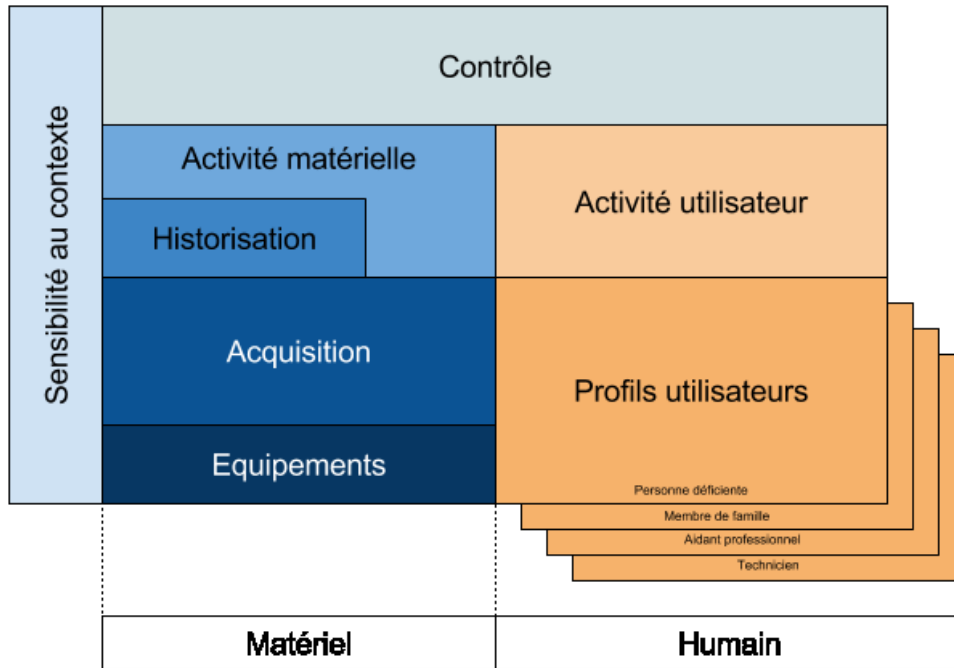 Sensibilité au contexte
Contrôle
Activité matérielle
Historisation
Acquisition
Equipements
Activité utilisateur
Profils utilisateurs
Personne déficiente
Membre de famille
Aidant professionnel
Technicien
Matériel
Humain